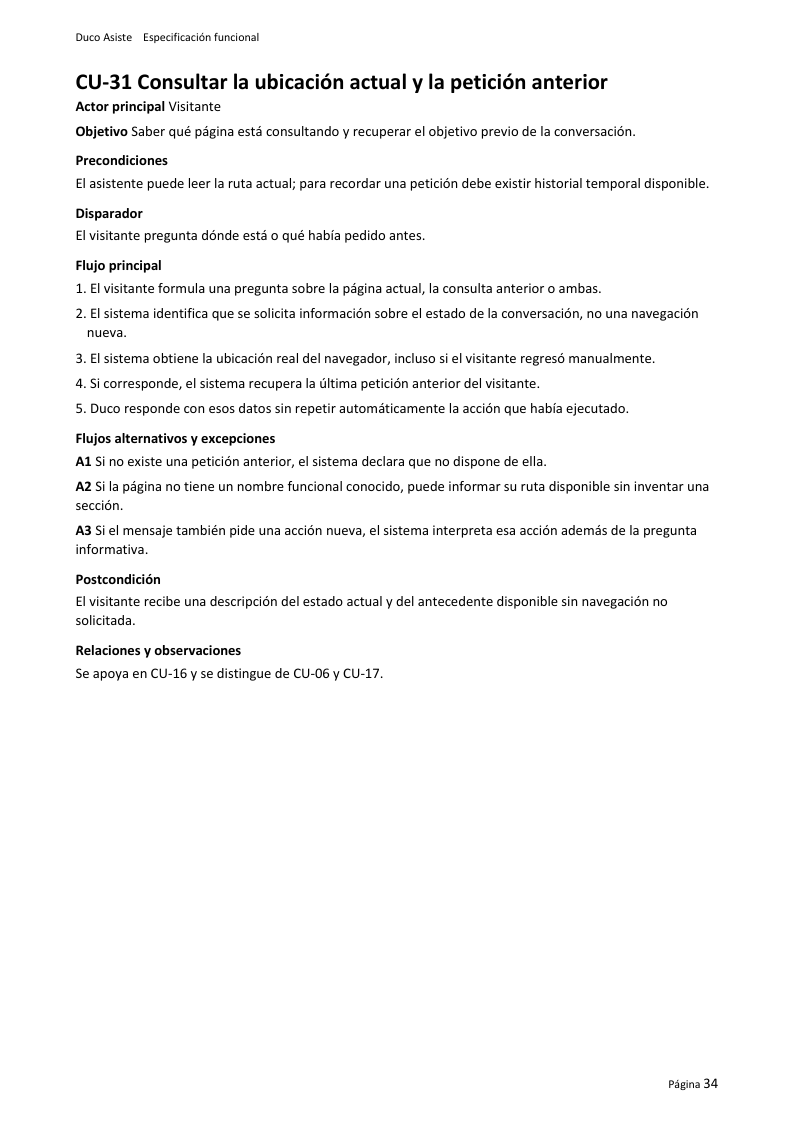 Duco Asiste Especificación funcional
CU-31 Consultar la ubicación actual y la petición anterior
Actor principal Visitante
Objetivo Saber qué página está consultando y recuperar el objetivo previo de la conversación.
Precondiciones
El asistente puede leer la ruta actual; para recordar una petición debe existir historial temporal disponible.
Disparador
El visitante pregunta dónde está o qué había pedido antes.
Flujo principal
1. El visitante formula una pregunta sobre la página actual, la consulta anterior o ambas.
2. El sistema identifica que se solicita información sobre el estado de la conversación, no una navegación
nueva.
3. El sistema obtiene la ubicación real del navegador, incluso si el visitante regresó manualmente.
4. Si corresponde, el sistema recupera la última petición anterior del visitante.
5. Duco responde con esos datos sin repetir automáticamente la acción que había ejecutado.
Flujos alternativos y excepciones
A1 Si no existe una petición anterior, el sistema declara que no dispone de ella.
A2 Si la página no tiene un nombre funcional conocido, puede informar su ruta disponible sin inventar una
sección.
A3 Si el mensaje también pide una acción nueva, el sistema interpreta esa acción además de la pregunta
informativa.
Postcondición
El visitante recibe una descripción del estado actual y del antecedente disponible sin navegación no
solicitada.
Relaciones y observaciones
Se apoya en CU-16 y se distingue de CU-06 y CU-17.
Página 34